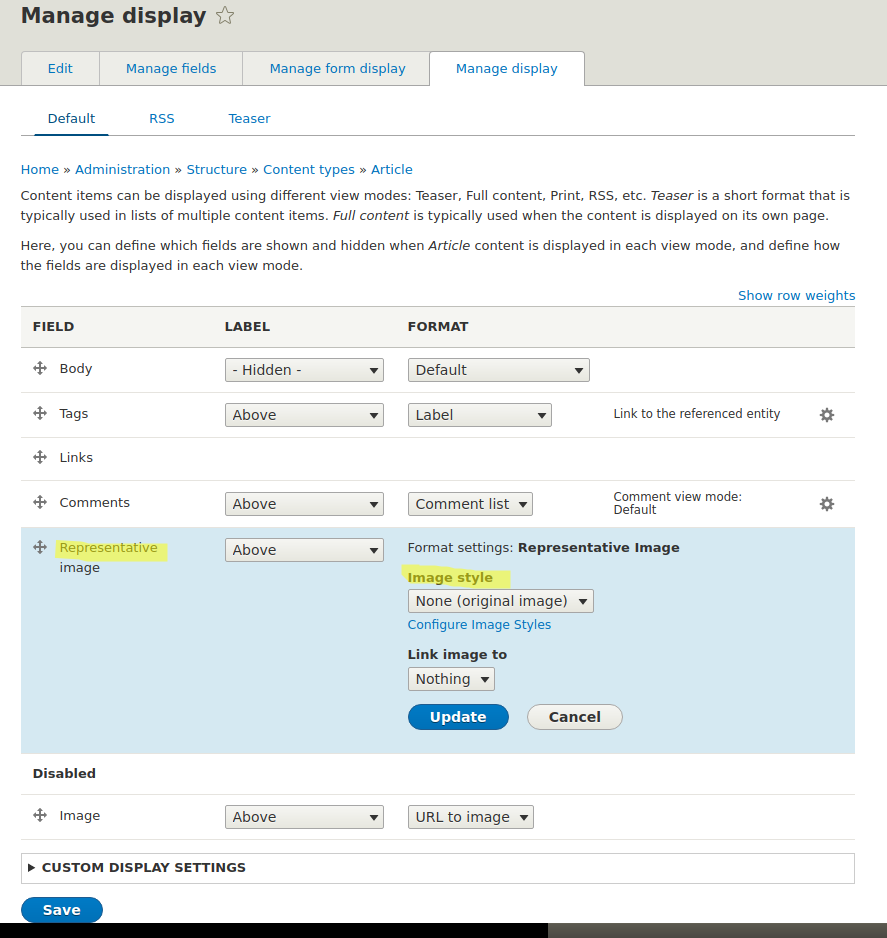 Manage display
Edit Manage fields Manage form display Manage display
Default RSS Teaser
Home » Administration » Structure » Content types » Article
Content items can be displayed using different view modes: Teaser, Full content, Print, RSS, etc. Teaser is a short format that is
typically used in lists of multiple content items. Full content is typically used when the content is displayed on its own page.
Here, you can define which fields are shown and hidden when Article content is displayed in each view mode, and define how
the fields are displayed in each view mode.
Show row weights
FIELD LABEL FORMAT
Body - Hidden - Default
Tags Above Label Link to the referenced entity
Links
Comments Above Comment list Comment view mode:
Default
Representative Above Format settings: Representative Image
image
Image style
None (original image)
Configure Image Styles
Link image to
Nothing
Update Cancel
Disabled
Image Above URL to image
CUSTOM DISPLAY SETTINGS
Save